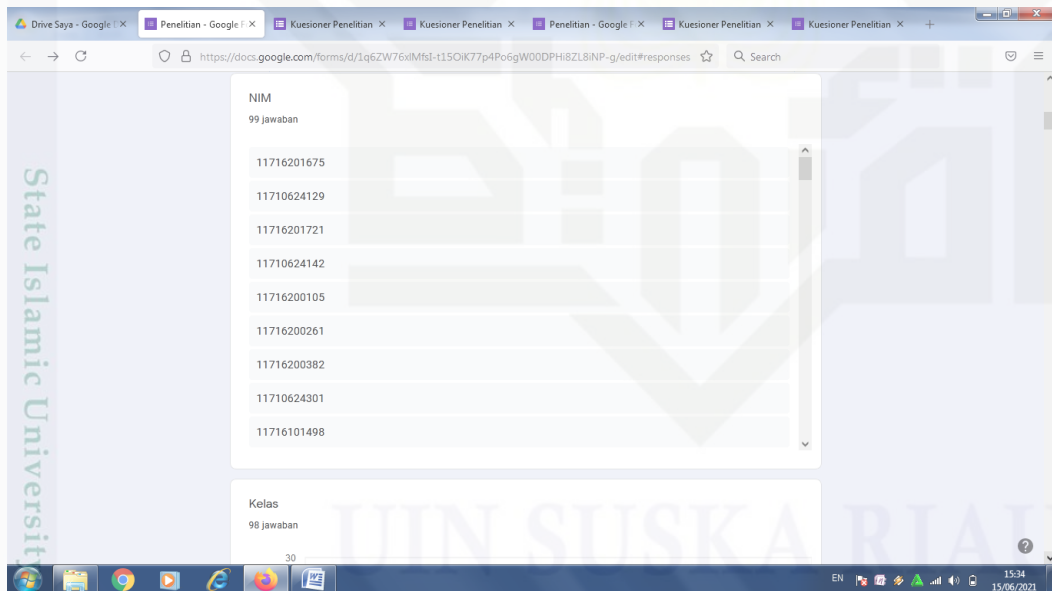 Drive Saya - Google D
Penelitian - Google F
Kuesioner Penelitian
Kuesioner Penelitian
Penelitian - Google F
Kuesioner Penelitian
Kuesioner Penelitian
https://docs.google.com/forms/d/1q6ZW76xlMfsI-t15OiK77p4Po6gW00DPHi8ZL8iNP-g/edit#responses
Search
NIM
99 jawaban
11716201675
11710624129
11716201721
11710624142
11716200105
11716200261
11716200382
11710624301
11716101498
Kelas
98 jawaban
30
State Islamic University
UIN SUSKA RIAU
EN
15:34
15/06/2021